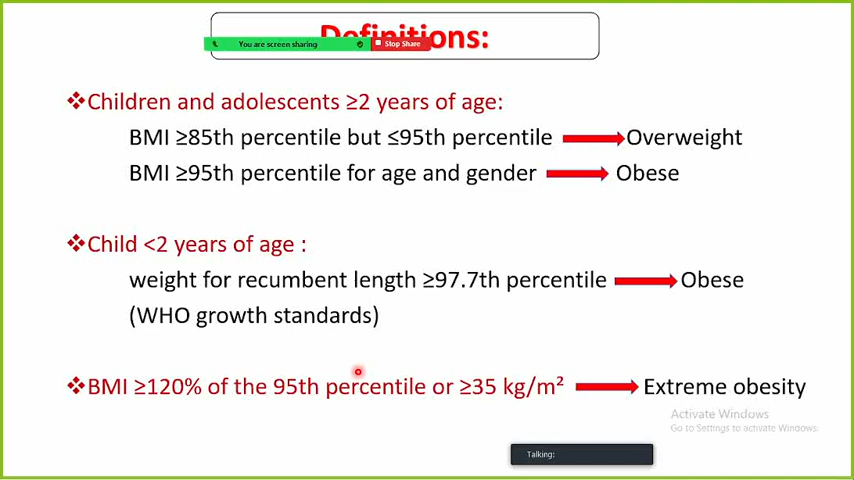 Definitions:
You are screen sharing
Stop Share
❖Children and adolescents ≥2 years of age:
BMI ≥85th percentile but ≤95th percentile Overweight
BMI ≥95th percentile for age and gender Obese
❖Child <2 years of age :
weight for recumbent length ≥97.7th percentile Obese
(WHO growth standards)
❖BMI ≥120% of the 95th percentile or ≥35 kg/m² Extreme obesity
Activate Windows
Go to Settings to activate Windows.
Talking: